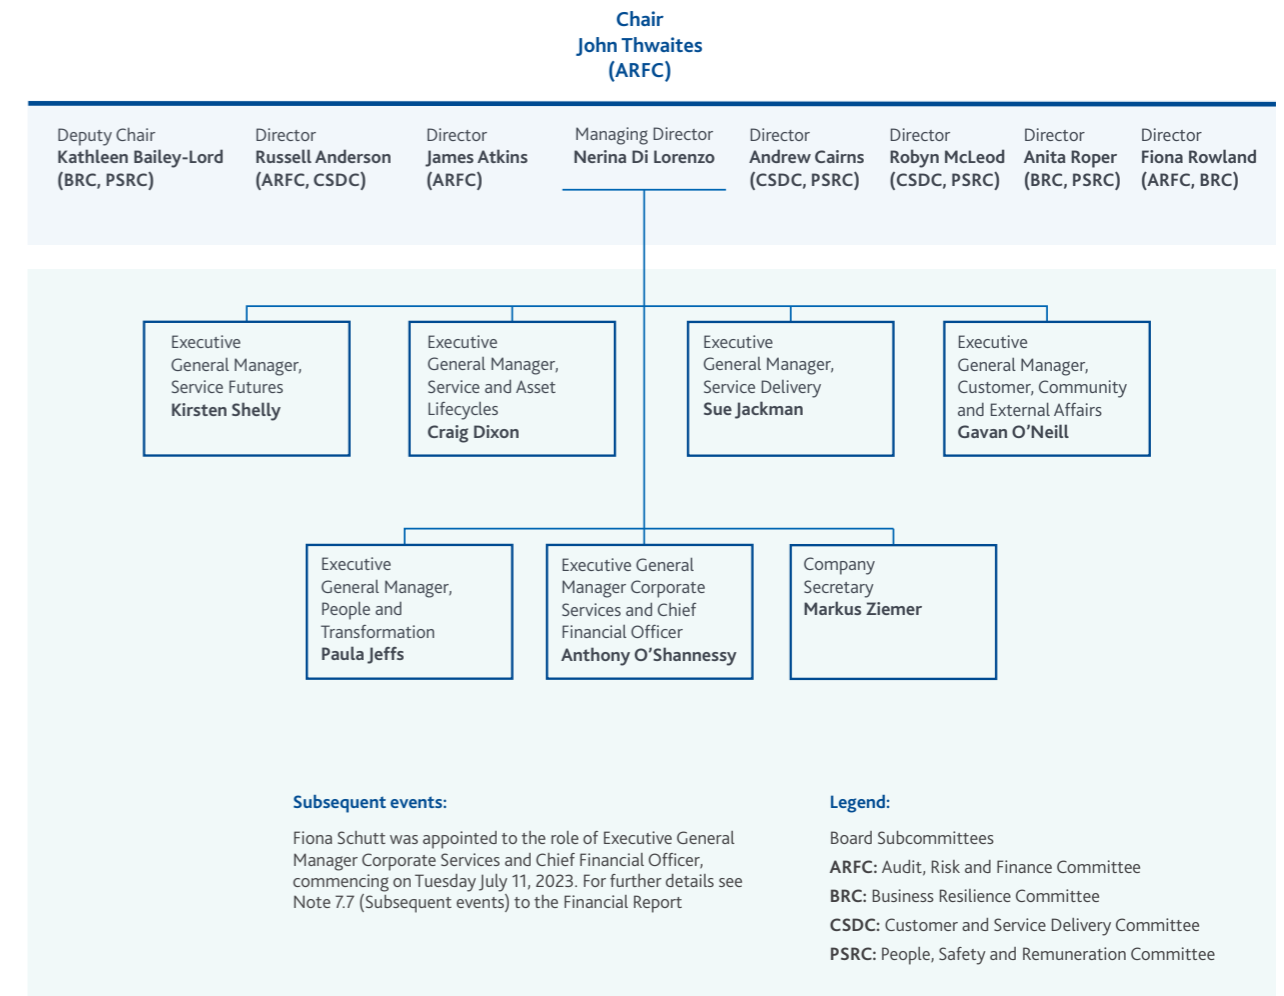 Chair
John Thwaites
(ARFC)
Deputy Chair
Kathleen Bailey-Lord
(BRC, PSRC)
Director
Russell Anderson
(ARFC, CSDC)
Director
James Atkins
(ARFC)
Managing Director
Nerina Di Lorenzo
Director
Andrew Cairns
(CSDC, PSRC)
Director
Robyn McLeod
(CSDC, PSRC)
Director
Anita Roper
(BRC, PSRC)
Director
Fiona Rowland
(ARFC, BRC)
Executive
General Manager,
Service Futures
Kirsten Shelly
Executive
General Manager,
Service and Asset
Lifecycles
Craig Dixon
Executive
General Manager,
Service Delivery
Sue Jackman
Executive
General Manager,
Customer, Community
and External Affairs
Gavan O’Neill
Executive
General Manager,
People and
Transformation
Paula Jeffs
Executive General
Manager Corporate
Services and Chief
Financial Officer
Anthony O’Shannessy
Company
Secretary
Markus Ziemer
Subsequent events:
Fiona Schutt was appointed to the role of Executive General
Manager Corporate Services and Chief Financial Officer,
commencing on Tuesday July 11, 2023. For further details see
Note 7.7 (Subsequent events) to the Financial Report
Legend:
Board Subcommittees
ARFC: Audit, Risk and Finance Committee
BRC: Business Resilience Committee
CSDC: Customer and Service Delivery Committee
PSRC: People, Safety and Remuneration Committee